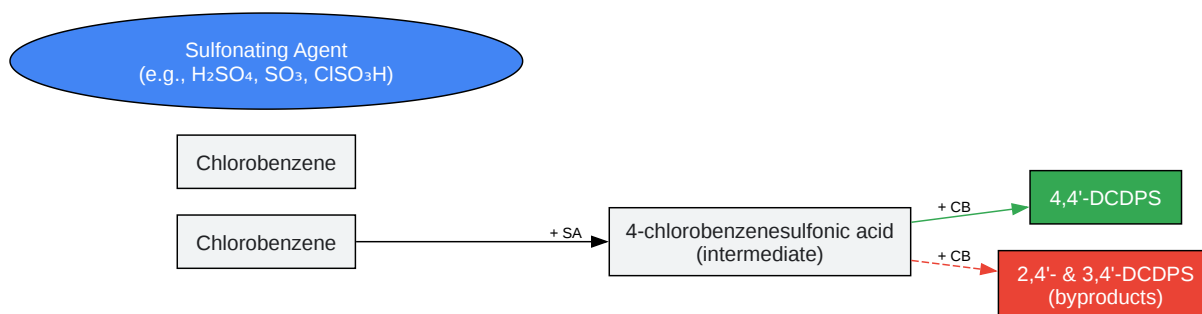 Sulfonating Agent
(e.g., H₂SO₄, SO₃, ClSO₃H)
Chlorobenzene
Chlorobenzene
+ SA
4-chlorobenzenesulfonic acid
(intermediate)
+ CB
4,4'-DCDPS
+ CB
2,4'- & 3,4'-DCDPS
(byproducts)